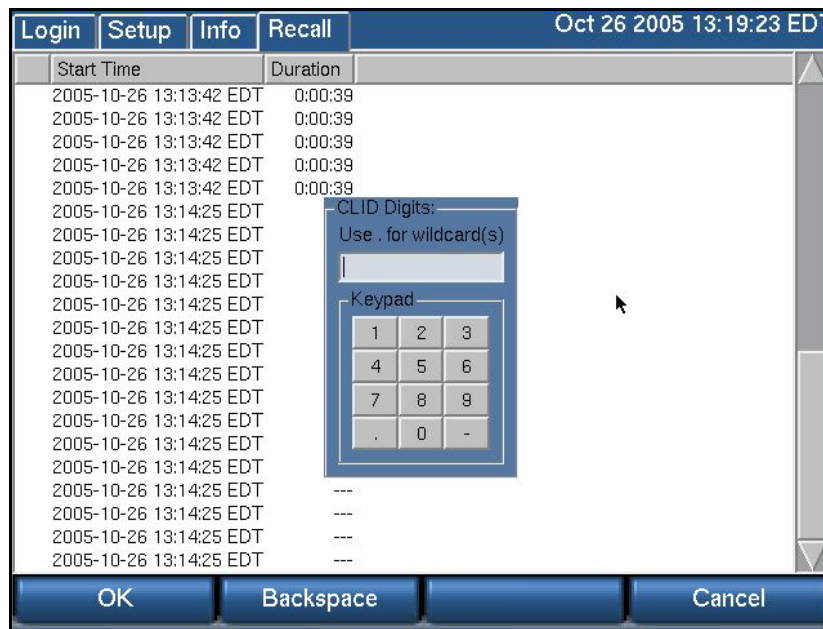 Login Setup Info Recall Oct 26 2005 13:19:23 EDT
Start Time Duration
2005-10-26 13:13:42 EDT 0:00:39
2005-10-26 13:13:42 EDT 0:00:39
2005-10-26 13:13:42 EDT 0:00:39
2005-10-26 13:13:42 EDT 0:00:39
2005-10-26 13:13:42 EDT 0:00:39
2005-10-26 13:14:25 EDT
2005-10-26 13:14:25 EDT
2005-10-26 13:14:25 EDT
2005-10-26 13:14:25 EDT
2005-10-26 13:14:25 EDT
2005-10-26 13:14:25 EDT
2005-10-26 13:14:25 EDT
2005-10-26 13:14:25 EDT
2005-10-26 13:14:25 EDT
2005-10-26 13:14:25 EDT
2005-10-26 13:14:25 EDT
2005-10-26 13:14:25 EDT
2005-10-26 13:14:25 EDT ---
2005-10-26 13:14:25 EDT ---
2005-10-26 13:14:25 EDT ---
2005-10-26 13:14:25 EDT ---
CLID Digits:
Use . for wildcard(s)
Keypad
1 2 3
4 5 6
7 8 9
. 0 -
OK Backspace Cancel